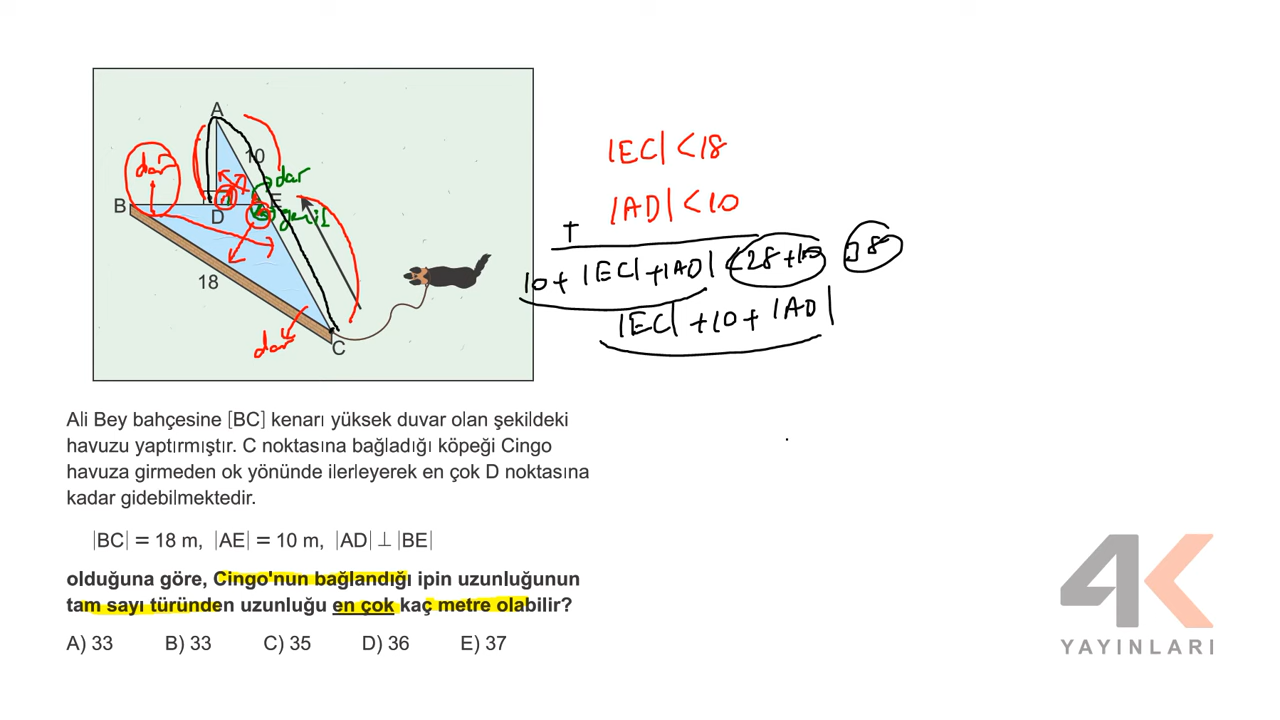 A
10
dar
dar
B
D
E
geniş
18
dar
C
|EC| < 18
|AD| < 10
+
10 + |EC| + |AD| < 28 + 10
38
|EC| + 10 + |AD|
Ali Bey bahçesine [BC] kenarı yüksek duvar olan şekildeki
havuzu yaptırmıştır. C noktasına bağladığı köpeği Cingo
havuza girmeden ok yönünde ilerleyerek en çok D noktasına
kadar gidebilmektedir.
|BC| = 18 m, |AE| = 10 m, |AD| ⊥ |BE|
olduğuna göre, Cingo'nun bağlandığı ipin uzunluğunun
tam sayı türünden uzunluğu en çok kaç metre olabilir?
A) 33 B) 33 C) 35 D) 36 E) 37
4K
YAYINLARI